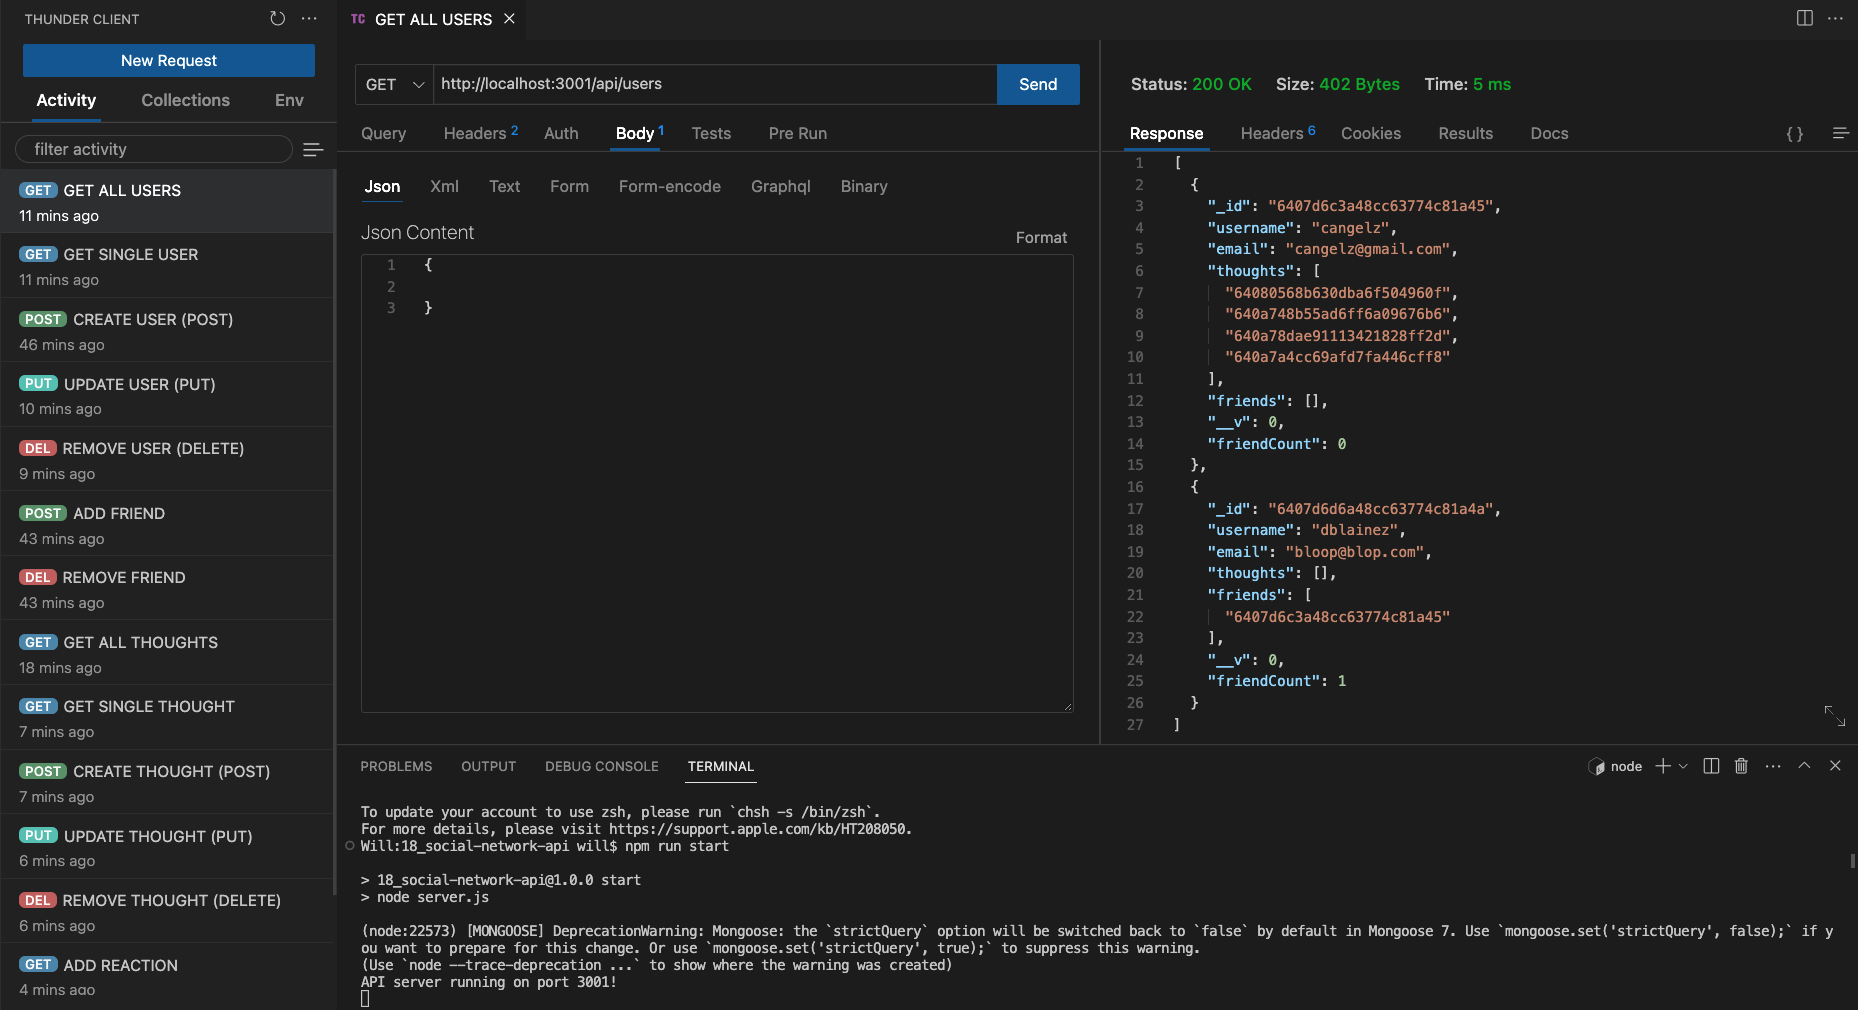 THUNDER CLIENT
New Request
Activity Collections Env
filter activity
GET GET ALL USERS
11 mins ago
GET GET SINGLE USER
11 mins ago
POST CREATE USER (POST)
46 mins ago
PUT UPDATE USER (PUT)
10 mins ago
DEL REMOVE USER (DELETE)
9 mins ago
POST ADD FRIEND
43 mins ago
DEL REMOVE FRIEND
43 mins ago
GET GET ALL THOUGHTS
18 mins ago
GET GET SINGLE THOUGHT
7 mins ago
POST CREATE THOUGHT (POST)
7 mins ago
PUT UPDATE THOUGHT (PUT)
6 mins ago
DEL REMOVE THOUGHT (DELETE)
6 mins ago
GET ADD REACTION
4 mins ago
TC GET ALL USERS
GET http://localhost:3001/api/users Send
Query Headers 2 Auth Body 1 Tests Pre Run
Json Xml Text Form Form-encode Graphql Binary
Json Content
Format
1 {
2
3 }
Status: 200 OK Size: 402 Bytes Time: 5 ms
Response Headers 6 Cookies Results Docs { }
1 [
2 {
3 "_id": "6407d6c3a48cc63774c81a45",
4 "username": "cangelz",
5 "email": "cangelz@gmail.com",
6 "thoughts": [
7 "64080568b630dba6f504960f",
8 "640a748b55ad6ff6a09676b6",
9 "640a78dae91113421828ff2d",
10 "640a7a4cc69afd7fa446cff8"
11 ],
12 "friends": [],
13 "__v": 0,
14 "friendCount": 0
15 },
16 {
17 "_id": "6407d6d6a48cc63774c81a4a",
18 "username": "dblainez",
19 "email": "bloop@blop.com",
20 "thoughts": [],
21 "friends": [
22 "6407d6c3a48cc63774c81a45"
23 ],
24 "__v": 0,
25 "friendCount": 1
26 }
27 ]
PROBLEMS OUTPUT DEBUG CONSOLE TERMINAL
node
To update your account to use zsh, please run `chsh -s /bin/zsh`.
For more details, please visit https://support.apple.com/kb/HT208050.
Will:18_social-network-api will$ npm run start
> 18_social-network-api@1.0.0 start
> node server.js
(node:22573) [MONGOOSE] DeprecationWarning: Mongoose: the `strictQuery` option will be switched back to `false` by default in Mongoose 7. Use `mongoose.set('strictQuery', false);` if y
ou want to prepare for this change. Or use `mongoose.set('strictQuery', true);` to suppress this warning.
(Use `node --trace-deprecation ...` to show where the warning was created)
API server running on port 3001!